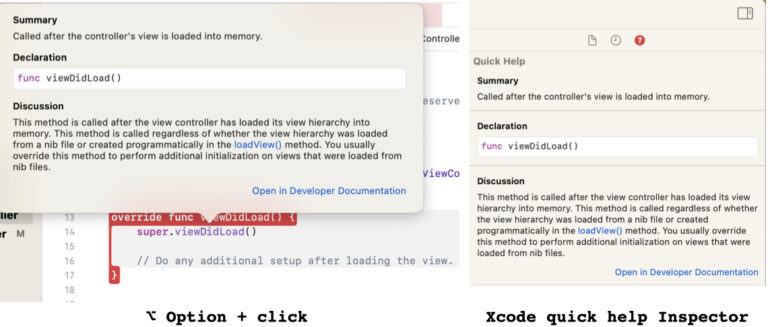 Summary
Called after the controller's view is loaded into memory.
Declaration
func viewDidLoad()
Discussion
This method is called after the view controller has loaded its view hierarchy into
memory. This method is called regardless of whether the view hierarchy was loaded
from a nib file or created programmatically in the loadView() method. You usually
override this method to perform additional initialization on views that were loaded from
nib files.
Open in Developer Documentation
Controlle
eserve
ViewCo
ller
er M
13 override func viewDidLoad() {
14 super.viewDidLoad()
15
16 // Do any additional setup after loading the view.
17 }
18
⌥ Option + click
Quick Help
Summary
Called after the controller's view is loaded into memory.
Declaration
func viewDidLoad()
Discussion
This method is called after the view controller has loaded its view
hierarchy into memory. This method is called regardless of whether
the view hierarchy was loaded from a nib file or created
programmatically in the loadView() method. You usually override
this method to perform additional initialization on views that were
loaded from nib files.
Open in Developer Documentation
Xcode quick help Inspector